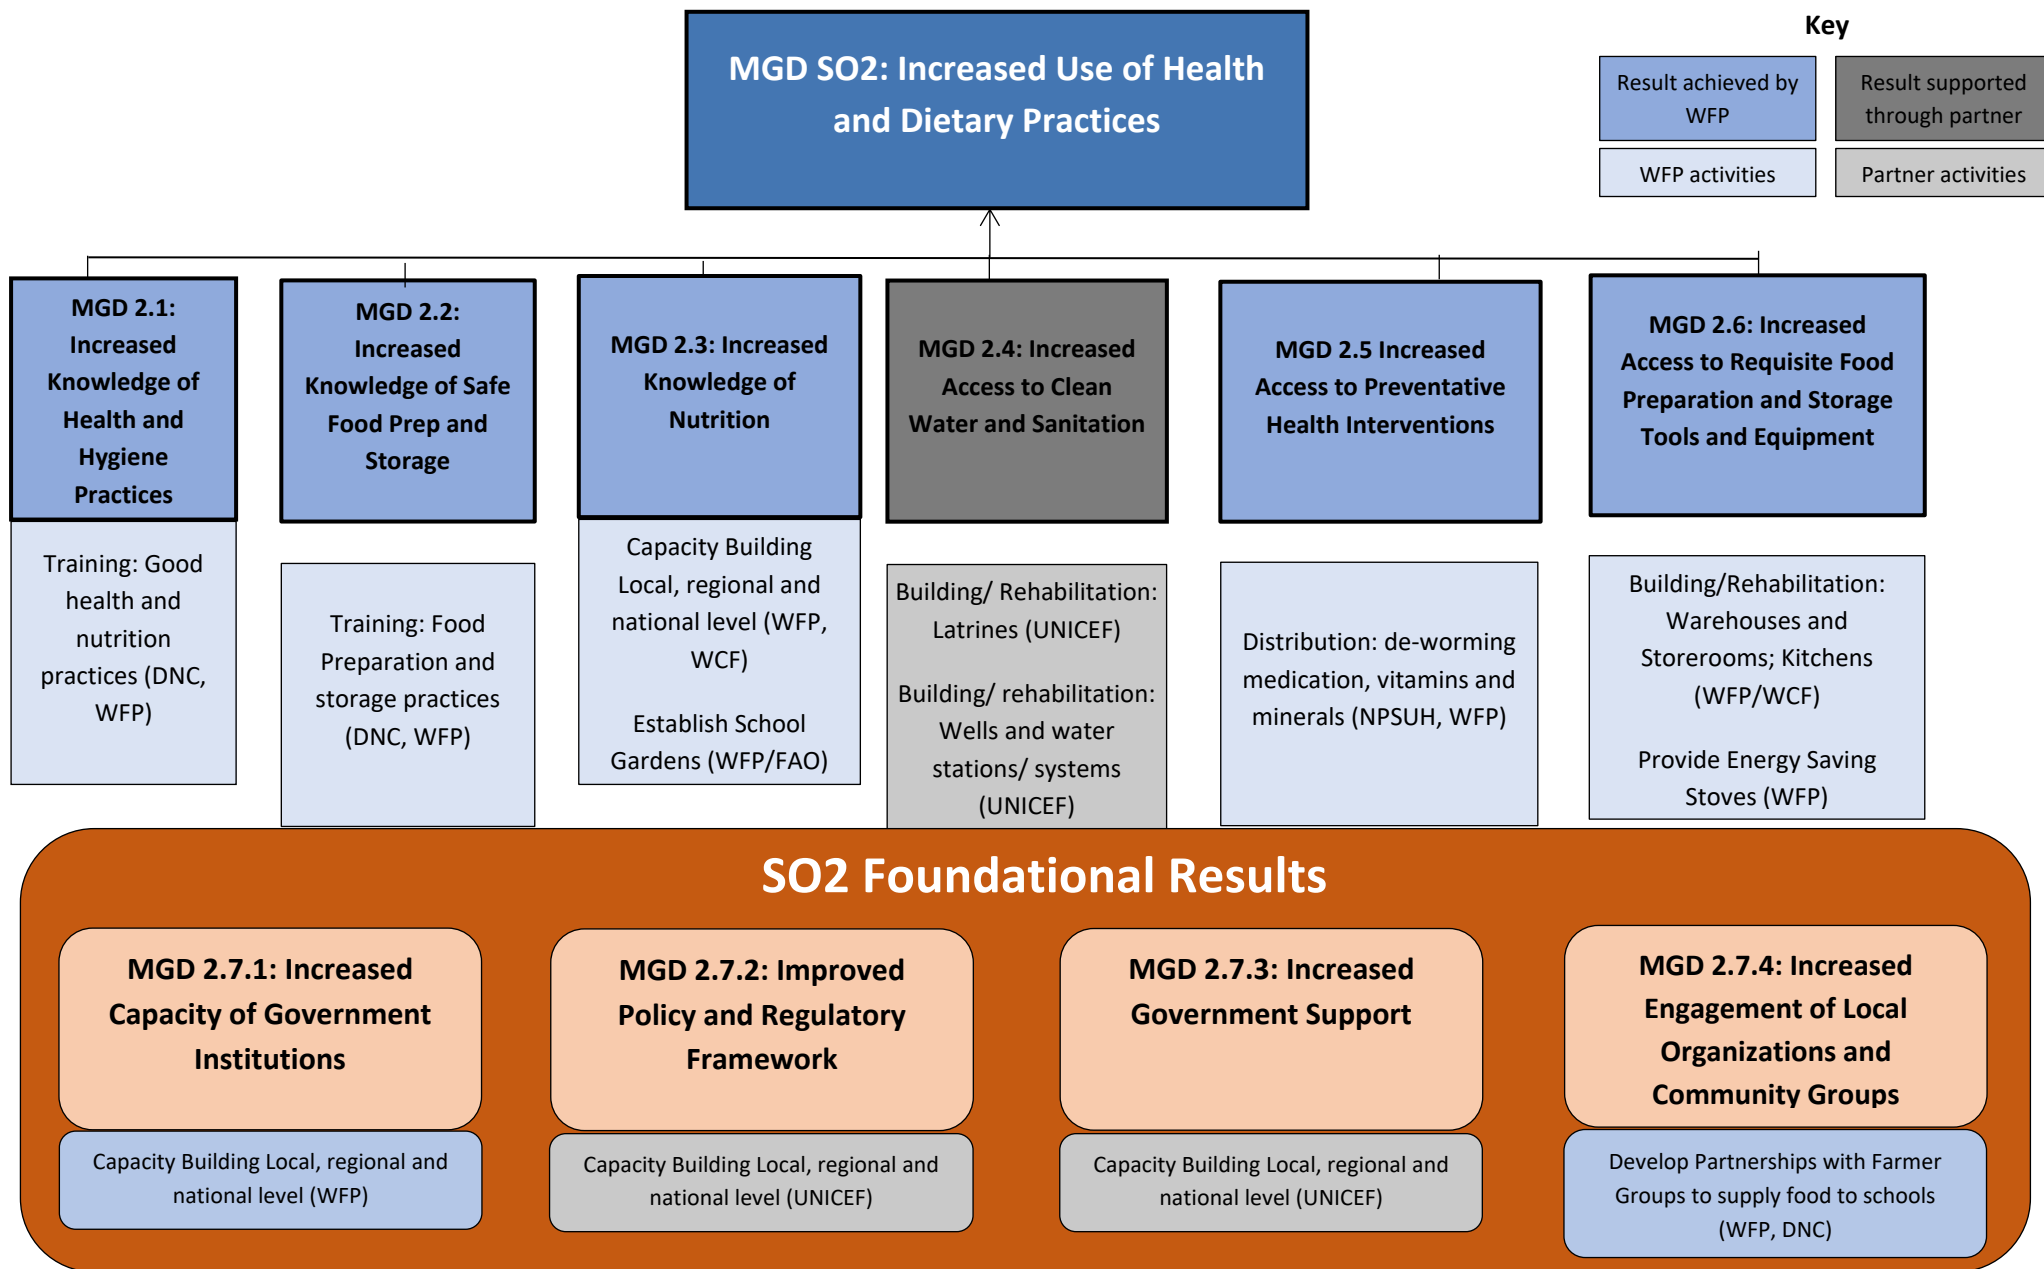 MGD SO2: Increased Use of Health
and Dietary Practices
Key
Result achieved by
WFP
Result supported
through partner
WFP activities
Partner activities
MGD 2.1:
Increased
Knowledge of
Health and
Hygiene
Practices
MGD 2.2:
Increased
Knowledge of Safe
Food Prep and
Storage
MGD 2.3: Increased
Knowledge of
Nutrition
MGD 2.4: Increased
Access to Clean
Water and Sanitation
MGD 2.5 Increased
Access to Preventative
Health Interventions
MGD 2.6: Increased
Access to Requisite Food
Preparation and Storage
Tools and Equipment
Training: Good
health and
nutrition
practices (DNC,
WFP)
Training: Food
Preparation and
storage practices
(DNC, WFP)
Capacity Building
Local, regional and
national level (WFP,
WCF)
Establish School
Gardens (WFP/FAO)
Building/ Rehabilitation:
Latrines (UNICEF)
Building/ rehabilitation:
Wells and water
stations/ systems
(UNICEF)
Distribution: de-worming
medication, vitamins and
minerals (NPSUH, WFP)
Building/Rehabilitation:
Warehouses and
Storerooms; Kitchens
(WFP/WCF)
Provide Energy Saving
Stoves (WFP)
SO2 Foundational Results
MGD 2.7.1: Increased
Capacity of Government
Institutions
MGD 2.7.2: Improved
Policy and Regulatory
Framework
MGD 2.7.3: Increased
Government Support
MGD 2.7.4: Increased
Engagement of Local
Organizations and
Community Groups
Capacity Building Local, regional and
national level (WFP)
Capacity Building Local, regional and
national level (UNICEF)
Capacity Building Local, regional and
national level (UNICEF)
Develop Partnerships with Farmer
Groups to supply food to schools
(WFP, DNC)